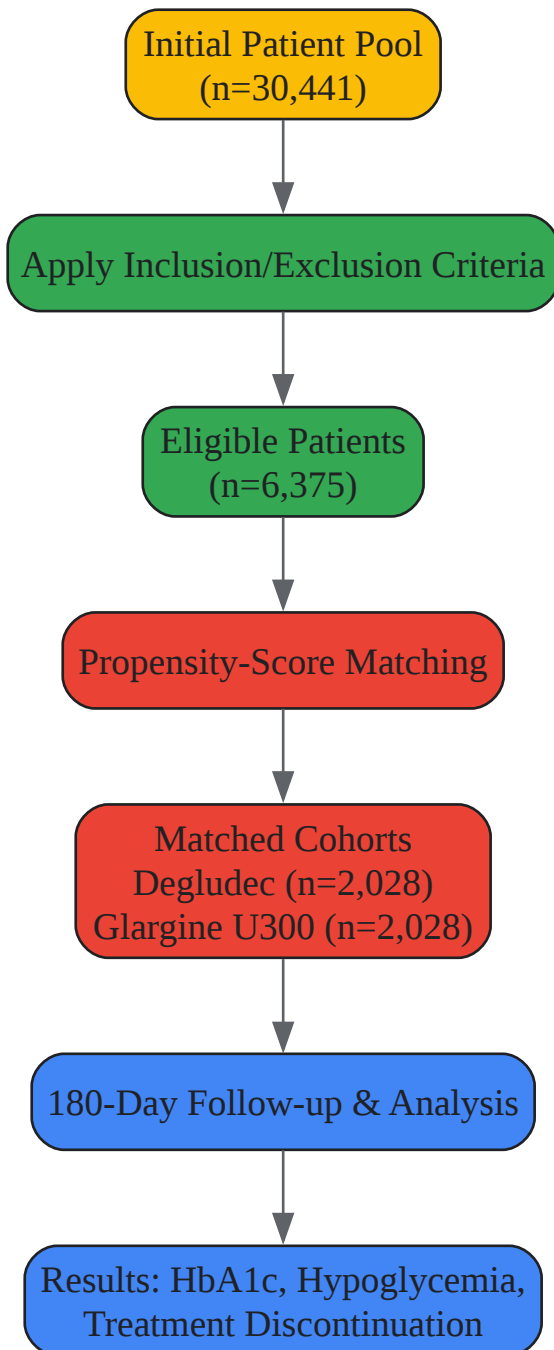 Initial Patient Pool
(n=30,441)
Apply Inclusion/Exclusion Criteria
Eligible Patients
(n=6,375)
Propensity-Score Matching
Matched Cohorts
Degludec (n=2,028)
Glargine U300 (n=2,028)
180-Day Follow-up & Analysis
Results: HbA1c, Hypoglycemia,
Treatment Discontinuation